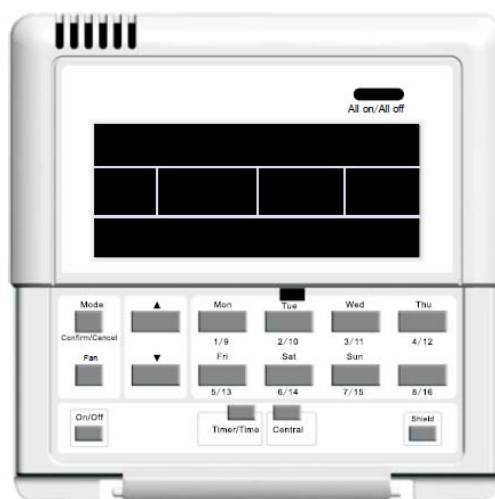 All on/All off
Mode
▲
Mon
Tue
Wed
Thu
Confirm/Cancel
1/9
2/10
3/11
4/12
Fan
▼
Fri
Sat
Sun
5/13
6/14
7/15
8/16
On/Off
Timer/Time
Central
Shield